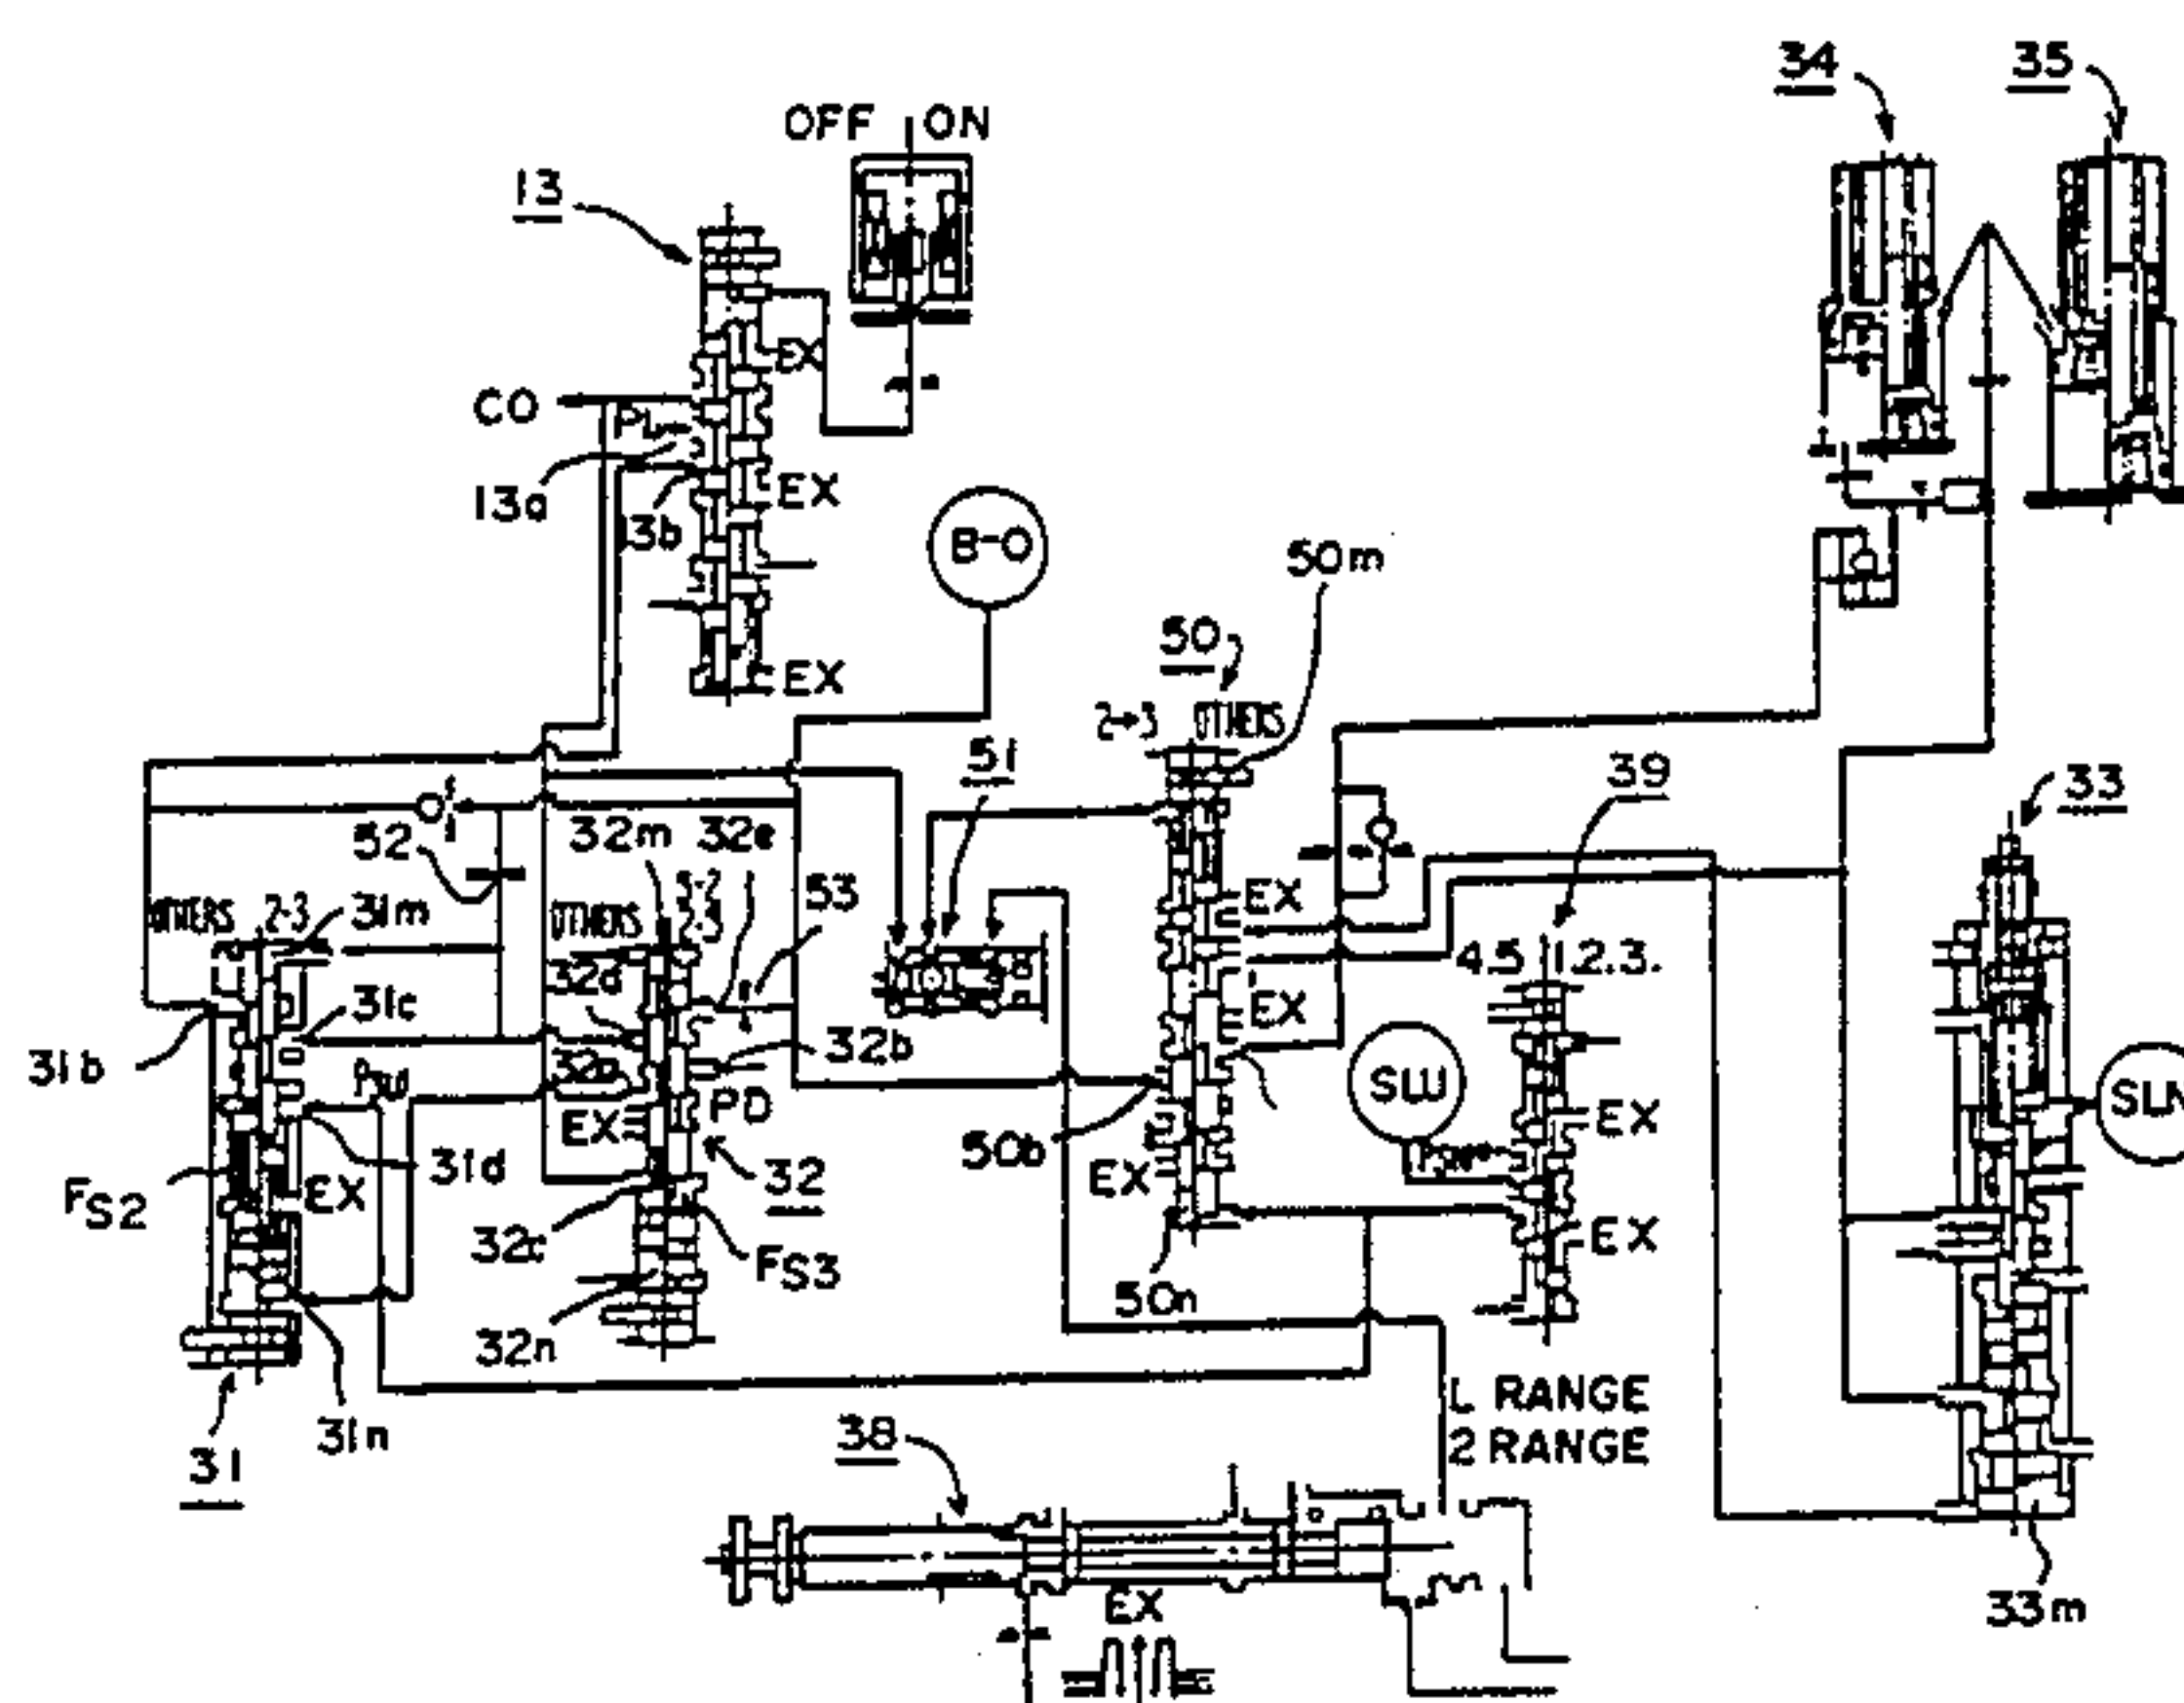 34
35
OFF ON
13
EX
CO
PL
13a
13b
EX
B-O
50m
EX
50
2→3 OTHERS
51
39
33
52
32m
32e
53
OTHERS 2-3
31m
OTHERS
EX
4.5 1.2.3.
32d
31c
EX
31b
32b
SLU
EX
PD
EX
50b
31d
32
EX
FS2
EX
32c
FS3
EX
50n
32n
31n
31
38
L RANGE
2 RANGE
EX
33m